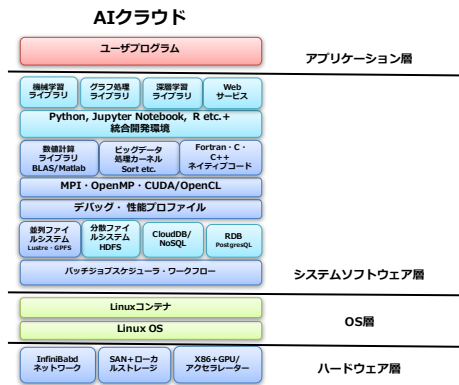 AIクラウド
ユーザプログラム
アプリケーション層
機械学習
ライブラリ
グラフ処理
ライブラリ
深層学習
ライブラリ
Web
サービス
Python, Jupyter Notebook, R etc.+
統合開発環境
数値計算
ライブラリ
BLAS/Matlab
ビッグデータ
処理カーネル
Sort etc.
Fortran・C・
C++
ネイティブコード
MPI・OpenMP・CUDA/OpenCL
デバッグ・性能プロファイル
並列ファイ
ルシステム
Lustre・GPFS
分散ファイ
ルシステム
HDFS
CloudDB/
NoSQL
RDB
PostgresQL
バッチジョブスケジューラ・ワークフロー
システムソフトウェア層
Linuxコンテナ
Linux OS
OS層
InfiniBabd
ネットワーク
SAN+ローカ
ルストレージ
X86+GPU/
アクセラレーター
ハードウェア層